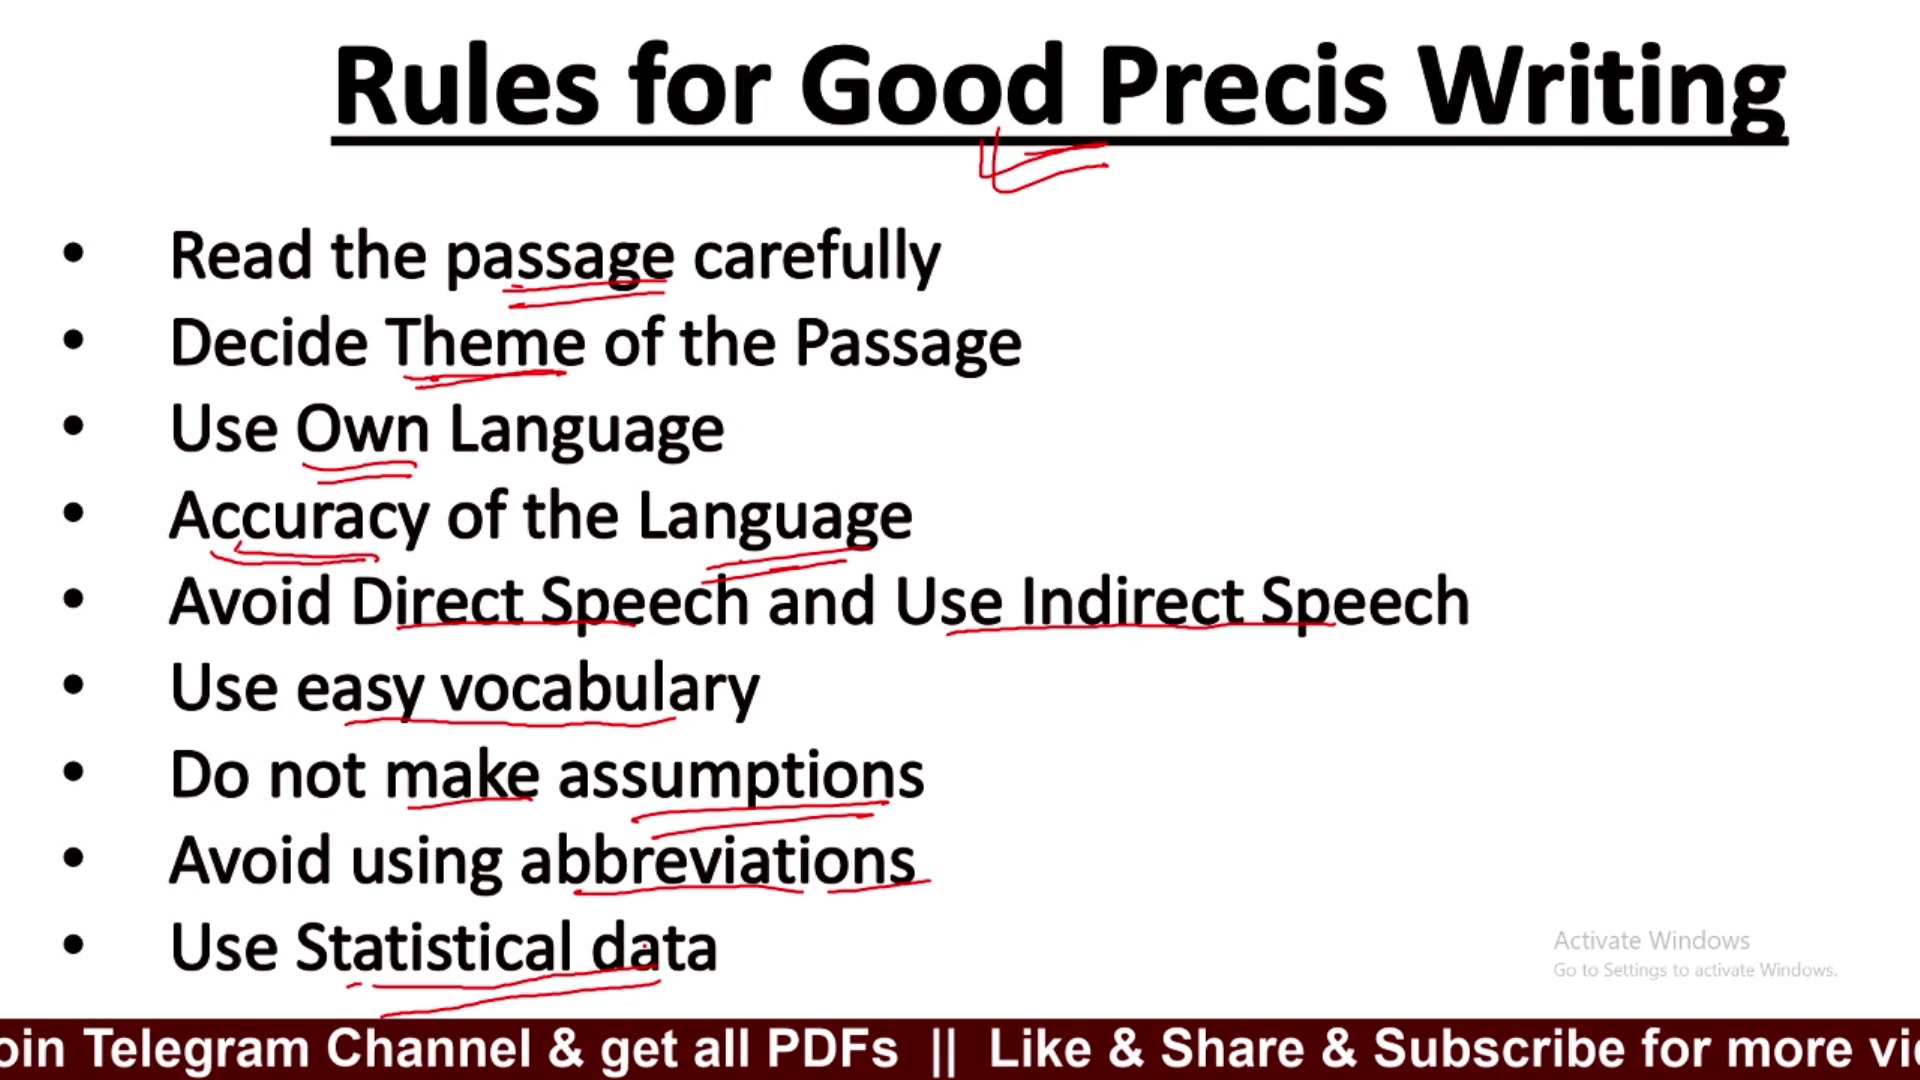 Rules for Good Precis Writing
• Read the passage carefully
• Decide Theme of the Passage
• Use Own Language
• Accuracy of the Language
• Avoid Direct Speech and Use Indirect Speech
• Use easy vocabulary
• Do not make assumptions
• Avoid using abbreviations
• Use Statistical data
Activate Windows
Go to Settings to activate Windows.
oin Telegram Channel & get all PDFs || Like & Share & Subscribe for more vi